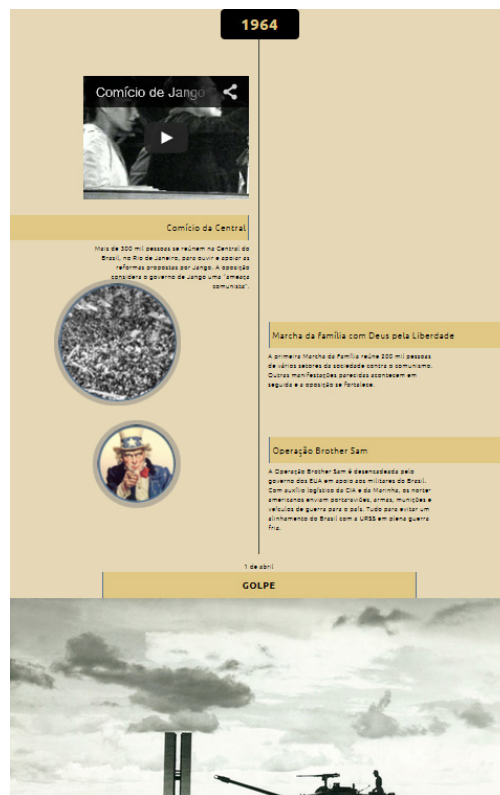 1964
Comício de Jango
Comício da Central
Mais de 300 mil pessoas se reúnem na Central do
Brasil, no Rio de Janeiro, para ouvir e apoiar as
reformas propostas por Jango. A oposição
considera o governo de Jango uma "ameaça
comunista".
Marcha da família com Deus pela Liberdade
A primeira Marcha da Família reúne 200 mil pessoas
de vários setores da sociedade contra o comunismo.
Outras manifestações parecidas acontecem em
seguida e a oposição se fortalece.
Operação Brother Sam
A Operação Brother Sam é desencadeada pelo
governo dos EUA em apoio aos militares do Brasil.
Com auxílio logístico da CIA e da Marinha, os norte-
americanos enviam porta-aviões, armas, munições e
veículos de guerra para o país. Tudo para evitar um
alinhamento do Brasil com a URSS em plena guerra
fria.
1 de abril
GOLPE